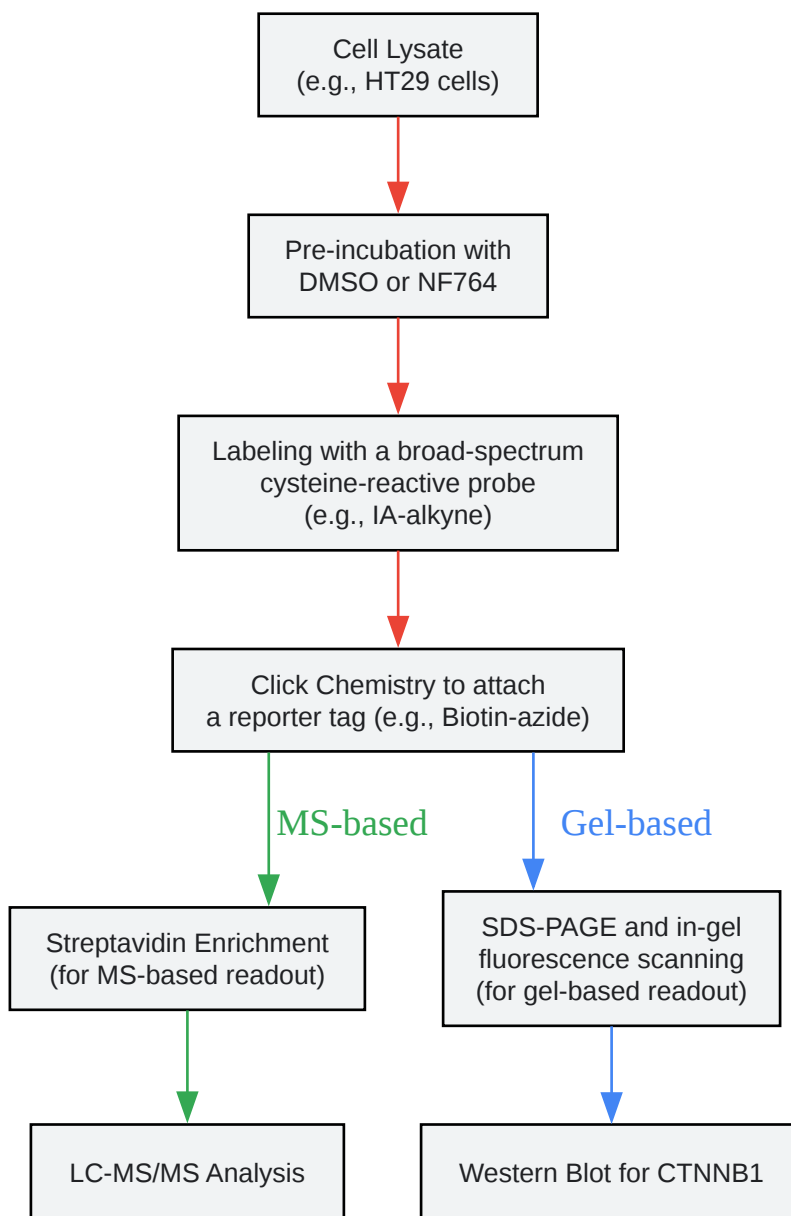 Cell Lysate
(e.g., HT29 cells)
Pre-incubation with
DMSO or NF764
Labeling with a broad-spectrum
cysteine-reactive probe
(e.g., IA-alkyne)
Click Chemistry to attach
a reporter tag (e.g., Biotin-azide)
MS-based
Gel-based
Streptavidin Enrichment
(for MS-based readout)
SDS-PAGE and in-gel
fluorescence scanning
(for gel-based readout)
LC-MS/MS Analysis
Western Blot for CTNNB1